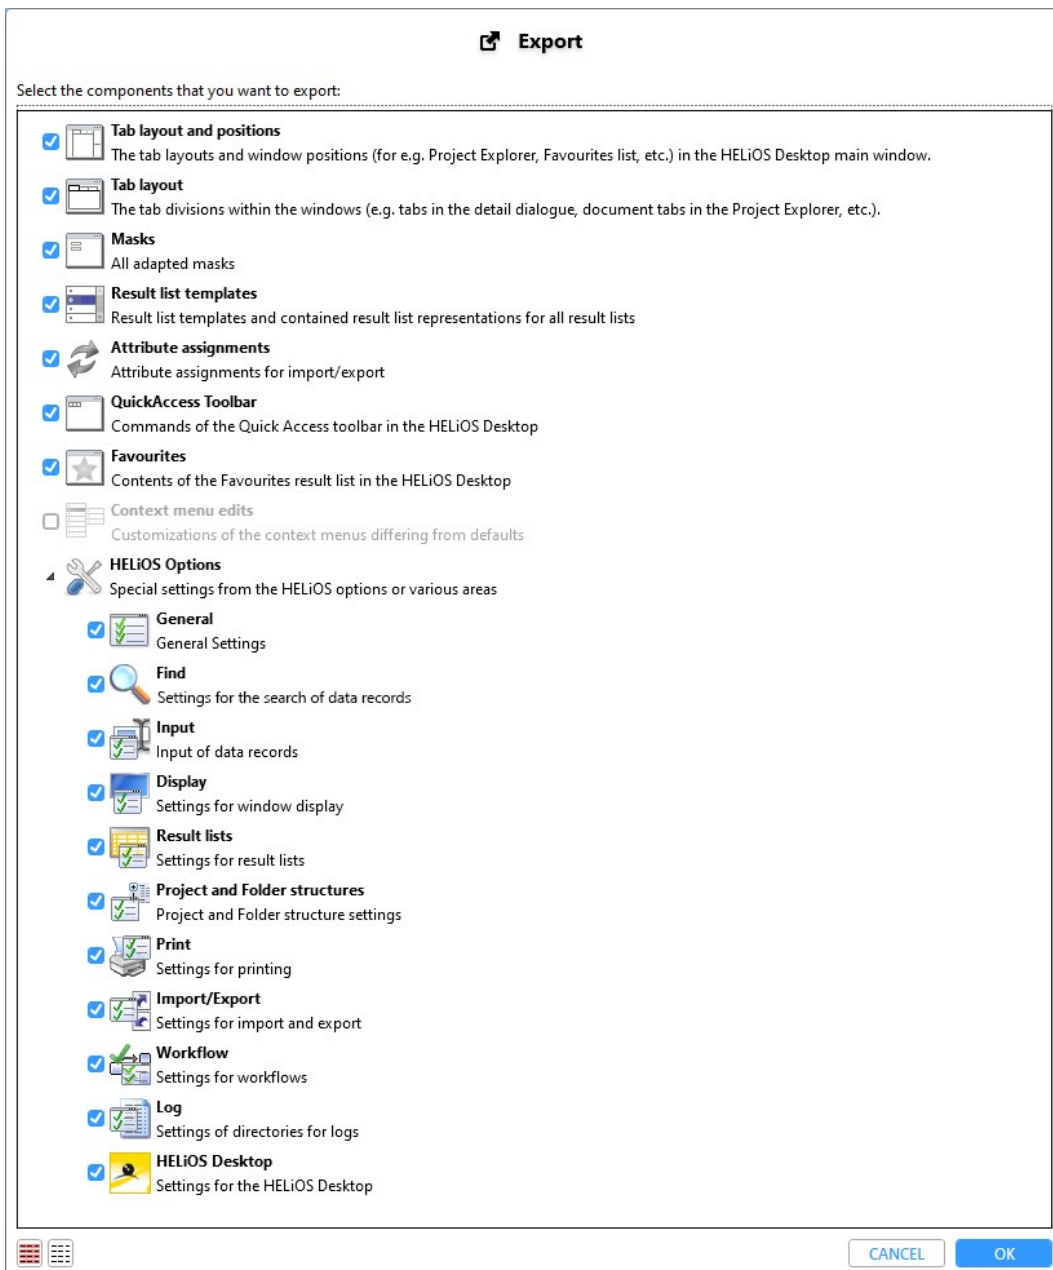 Export
Select the components that you want to export:
Tab layout and positions
The tab layouts and window positions (for e.g. Project Explorer, Favourites list, etc.) in the HELiOS Desktop main window.
Tab layout
The tab divisions within the windows (e.g. tabs in the detail dialogue, document tabs in the Project Explorer, etc.).
Masks
All adapted masks
Result list templates
Result list templates and contained result list representations for all result lists
Attribute assignments
Attribute assignments for import/export
QuickAccess Toolbar
Commands of the Quick Access toolbar in the HELiOS Desktop
Favourites
Contents of the Favourites result list in the HELiOS Desktop
Context menu edits
Customizations of the context menus differing from defaults
HELiOS Options
Special settings from the HELiOS options or various areas
General
General Settings
Find
Settings for the search of data records
Input
Input of data records
Display
Settings for window display
Result lists
Settings for result lists
Project and Folder structures
Project and Folder structure settings
Print
Settings for printing
Import/Export
Settings for import and export
Workflow
Settings for workflows
Log
Settings of directories for logs
HELiOS Desktop
Settings for the HELiOS Desktop
CANCEL OK